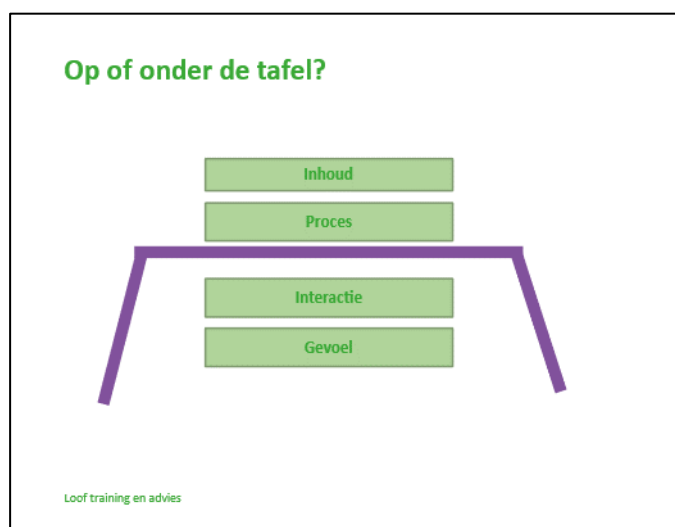 Op of onder de tafel?
Inhoud
Proces
Interactie
Gevoel
Loof training en advies